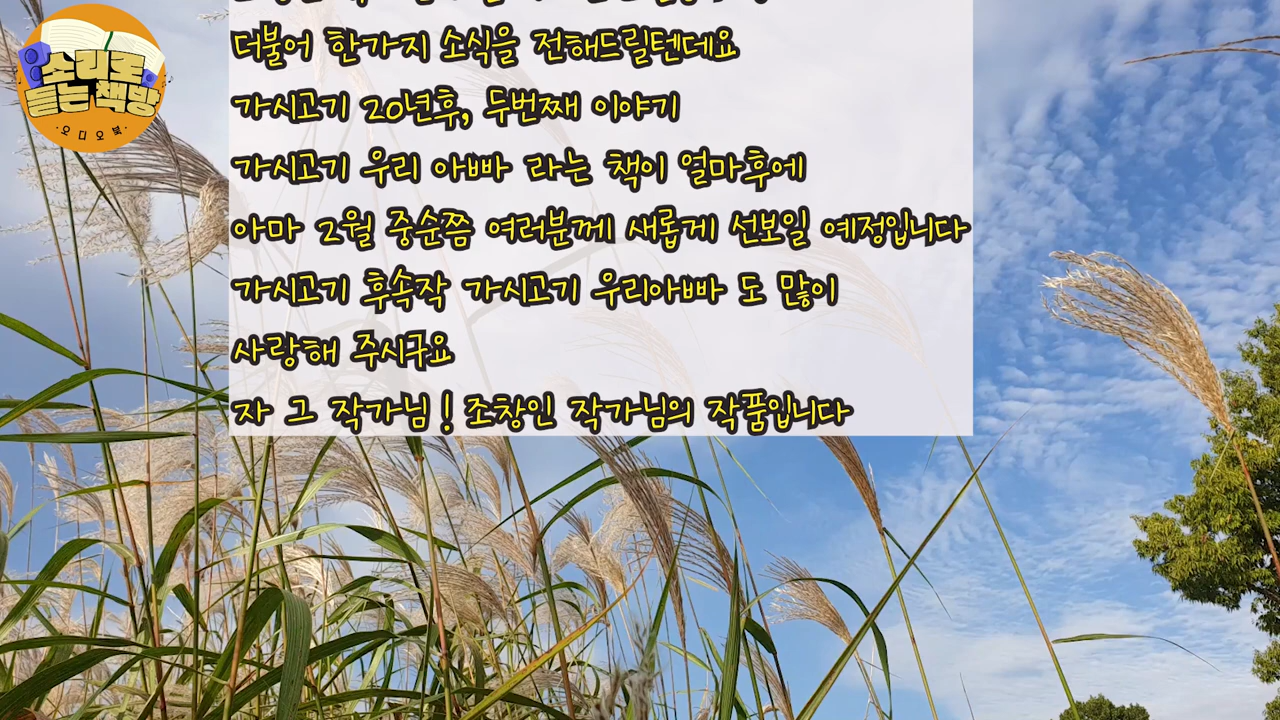 소리로
듣는책방
·오디오북·
더불어 한가지 소식을 전해드릴텐데요
가시고기 20년후, 두번째 이야기
가시고기 우리 아빠 라는 책이 얼마후에
아마 2월 중순쯤 여러분께 새롭게 선보일 예정입니다
가시고기 후속작 가시고기 우리아빠 도 많이
사랑해 주시구요
자 그 작가님! 조창인 작가님의 작품입니다